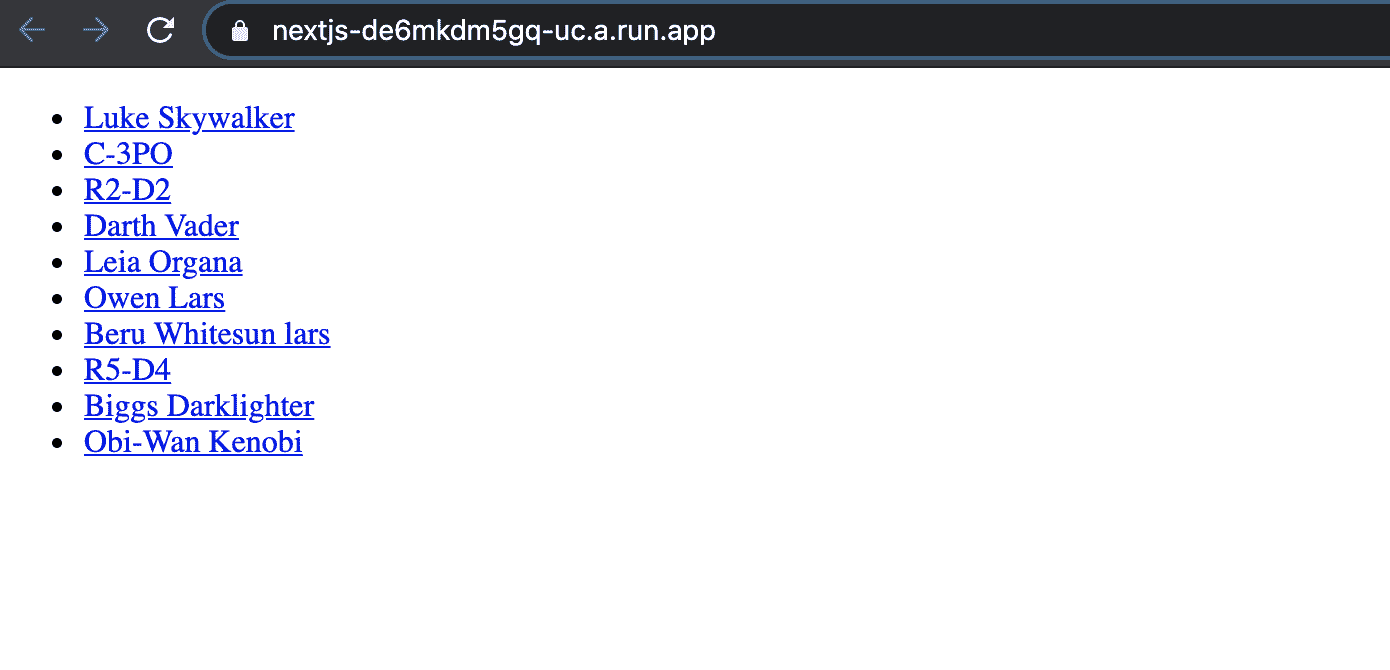 nextjs-de6mkdm5gq-uc.a.run.app
Luke Skywalker
C-3PO
R2-D2
Darth Vader
Leia Organa
Owen Lars
Beru Whitesun lars
R5-D4
Biggs Darklighter
Obi-Wan Kenobi